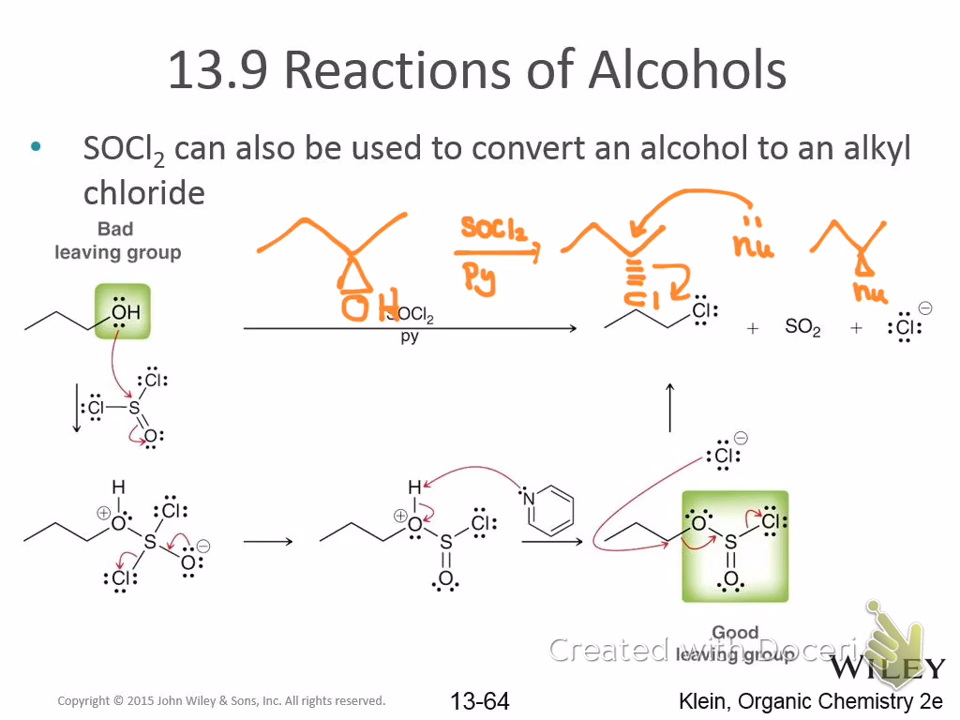 13.9 Reactions of Alcohols
• SOCl₂ can also be used to convert an alcohol to an alkyl
chloride
Bad
leaving group
OH
SOCl2
Py
Cl
nu
nu
OH
SOCl₂
py
Cl:
+ SO₂ + :Cl: ⊖
:Cl:
:Cl
S
O:
:Cl: ⊖
H
⊕ O
Cl:
S
O: ⊖
:Cl:
H
⊕ O
Cl:
S
O
N
O
Cl:
S
O
Good
leaving group
Created with Doceri
WILEY
Copyright © 2015 John Wiley & Sons, Inc. All rights reserved.
13-64
Klein, Organic Chemistry 2e